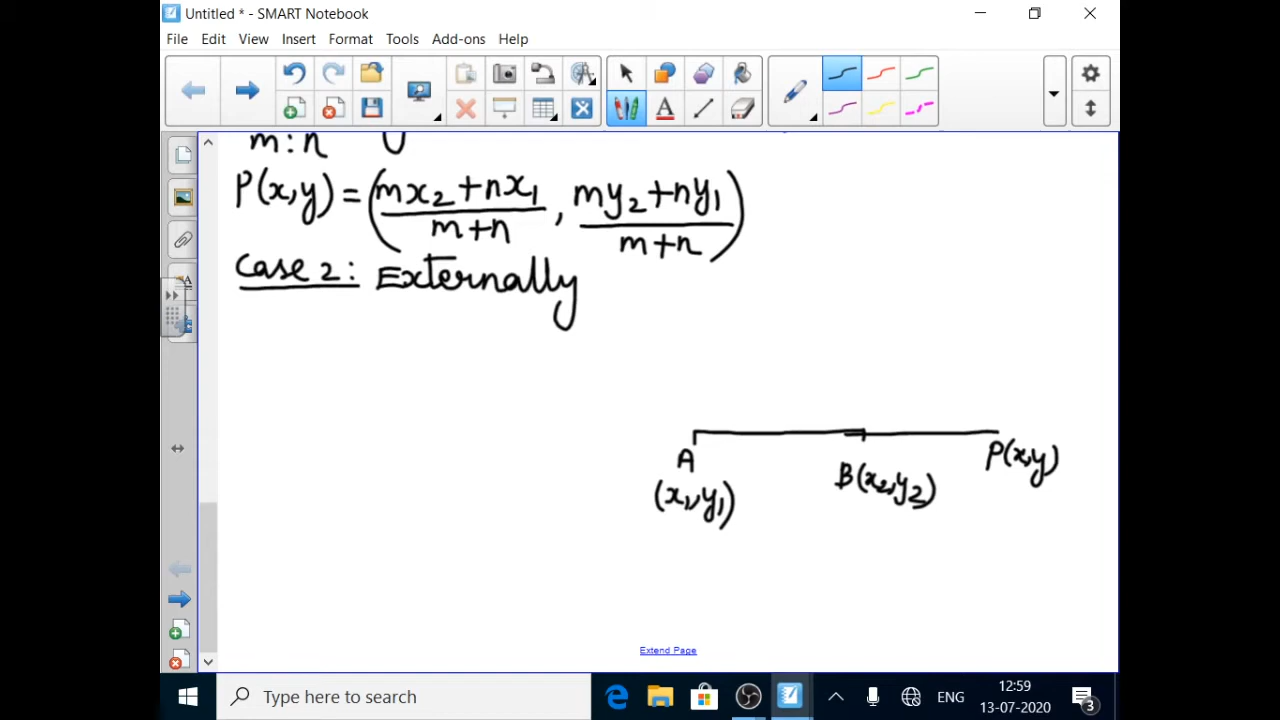 Untitled * - SMART Notebook
File Edit View Insert Format Tools Add-ons Help
m : n
P(x,y) = (mx₂+nx₁/m+n, my₂+ny₁/m+n)
Case 2: Externally
A B(x₂,y₂) P(x,y)
(x₁,y₁)
Extend Page
Type here to search
ENG
12:59
13-07-2020
3